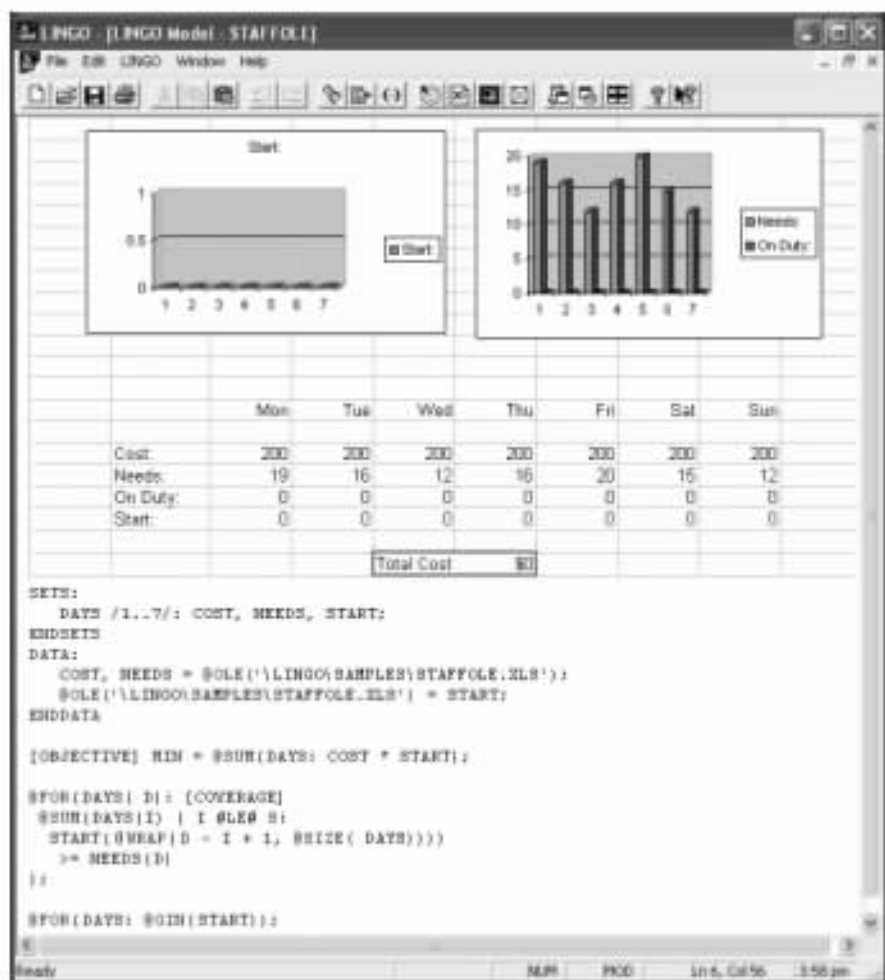 LINGO - [LINGO Model - STAFFOLE]
File Edit LINGO Window Help
Start
1
0.5
0
1 2 3 4 5 6 7
Start
20
15
10
5
0
1 2 3 4 5 6 7
Needs
On Duty:
Mon Tue Wed Thu Fri Sat Sun
Cost: 200 200 200 200 200 200 200
Needs: 19 16 12 16 20 15 12
On Duty: 0 0 0 0 0 0 0
Start: 0 0 0 0 0 0 0
Total Cost $0
SETS:
DAYS /1..7/: COST, NEEDS, START;
ENDSETS
DATA:
COST, NEEDS = @OLE('\LINGO\SAMPLES\STAFFOLE.XLS');
@OLE('\LINGO\SAMPLES\STAFFOLE.XLS') = START;
ENDDATA
[OBJECTIVE] MIN = @SUM(DAYS: COST * START);
@FOR(DAYS( D): [COVERAGE]
@SUM(DAYS(I) | I #LE# 5:
START(@WRAP(D - I + 1, @SIZE( DAYS))))
>= NEEDS(D)
);
@FOR(DAYS: @GIN(START));
Ready NUM MOD Ln 6, Col 56 3:56 pm